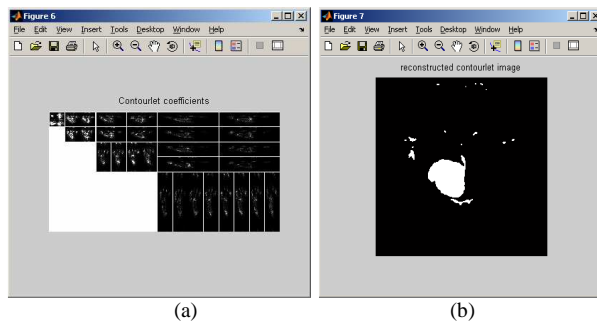 Figure 6
File Edit View Insert Tools Desktop Window Help
Contourlet coefficients
(a)
Figure 7
File Edit View Insert Tools Desktop Window Help
reconstructed contourlet image
(b)